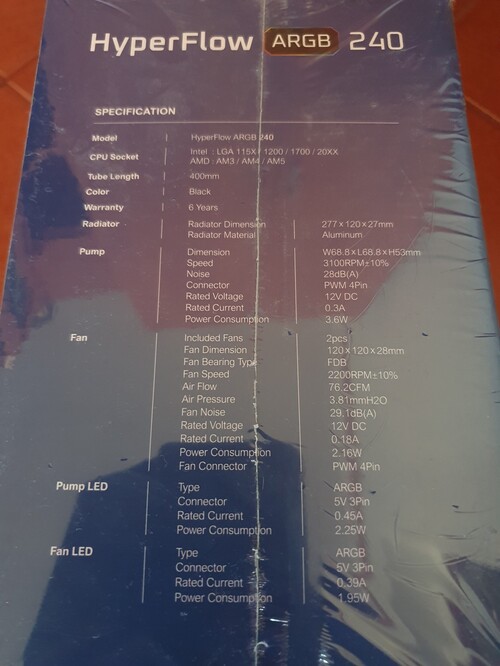 HyperFlow ARGB 240
SPECIFICATION
Model HyperFlow ARGB 240
CPU Socket Intel : LGA 115X / 1200 / 1700 / 20XX
AMD : AM3 / AM4 / AM5
Tube Length 400mm
Color Black
Warranty 6 Years
Radiator Radiator Dimension 277 x 120 x 27mm
Radiator Material Aluminum
Pump Dimension W68.8 x L68.8 x H53mm
Speed 3100RPM±10%
Noise 28dB(A)
Connector PWM 4Pin
Rated Voltage 12V DC
Rated Current 0.3A
Power Consumption 3.6W
Fan Included Fans 2pcs
Fan Dimension 120 x 120 x 28mm
Fan Bearing Type FDB
Fan Speed 2200RPM±10%
Air Flow 76.2CFM
Air Pressure 3.81mmH2O
Fan Noise 29.1dB(A)
Rated Voltage 12V DC
Rated Current 0.18A
Power Consumption 2.16W
Fan Connector PWM 4Pin
Pump LED Type ARGB
Connector 5V 3Pin
Rated Current 0.45A
Power Consumption 2.25W
Fan LED Type ARGB
Connector 5V 3Pin
Rated Current 0.39A
Power Consumption 1.95W